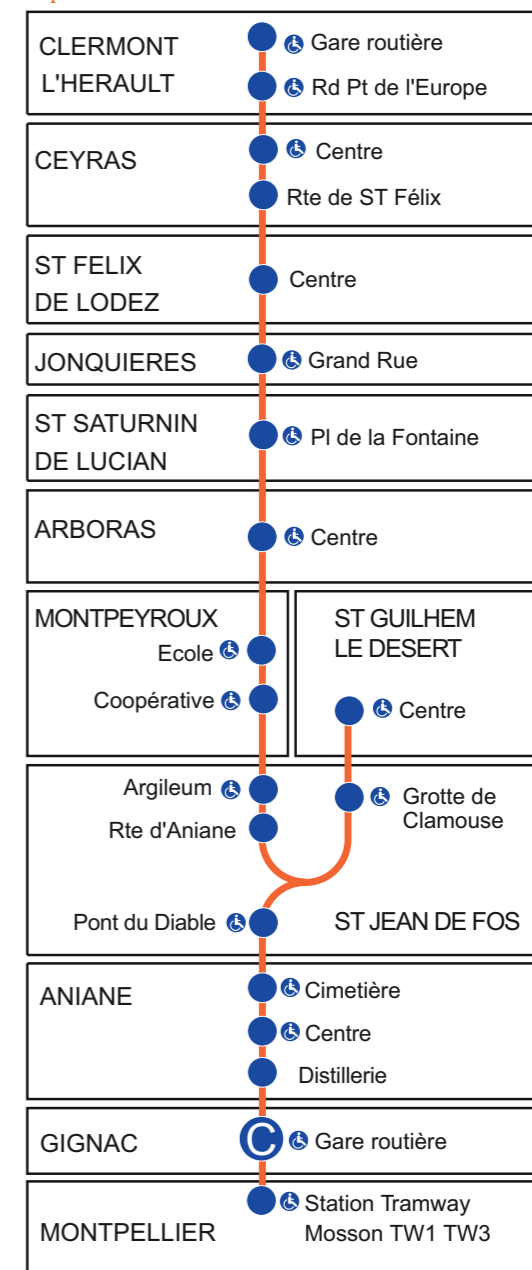 CLERMONT
L'HERAULT
Gare routière
Rd Pt de l'Europe
CEYRAS
Centre
Rte de ST Félix
ST FELIX
DE LODEZ
Centre
JONQUIERES
Grand Rue
ST SATURNIN
DE LUCIAN
Pl de la Fontaine
ARBORAS
Centre
MONTPEYROUX
Ecole
Coopérative
ST GUILHEM
LE DESERT
Centre
Argileum
Rte d'Aniane
Grotte de
Clamouse
Pont du Diable
ST JEAN DE FOS
ANIANE
Cimetière
Centre
Distillerie
GIGNAC
C
Gare routière
MONTPELLIER
Station Tramway
Mosson TW1 TW3